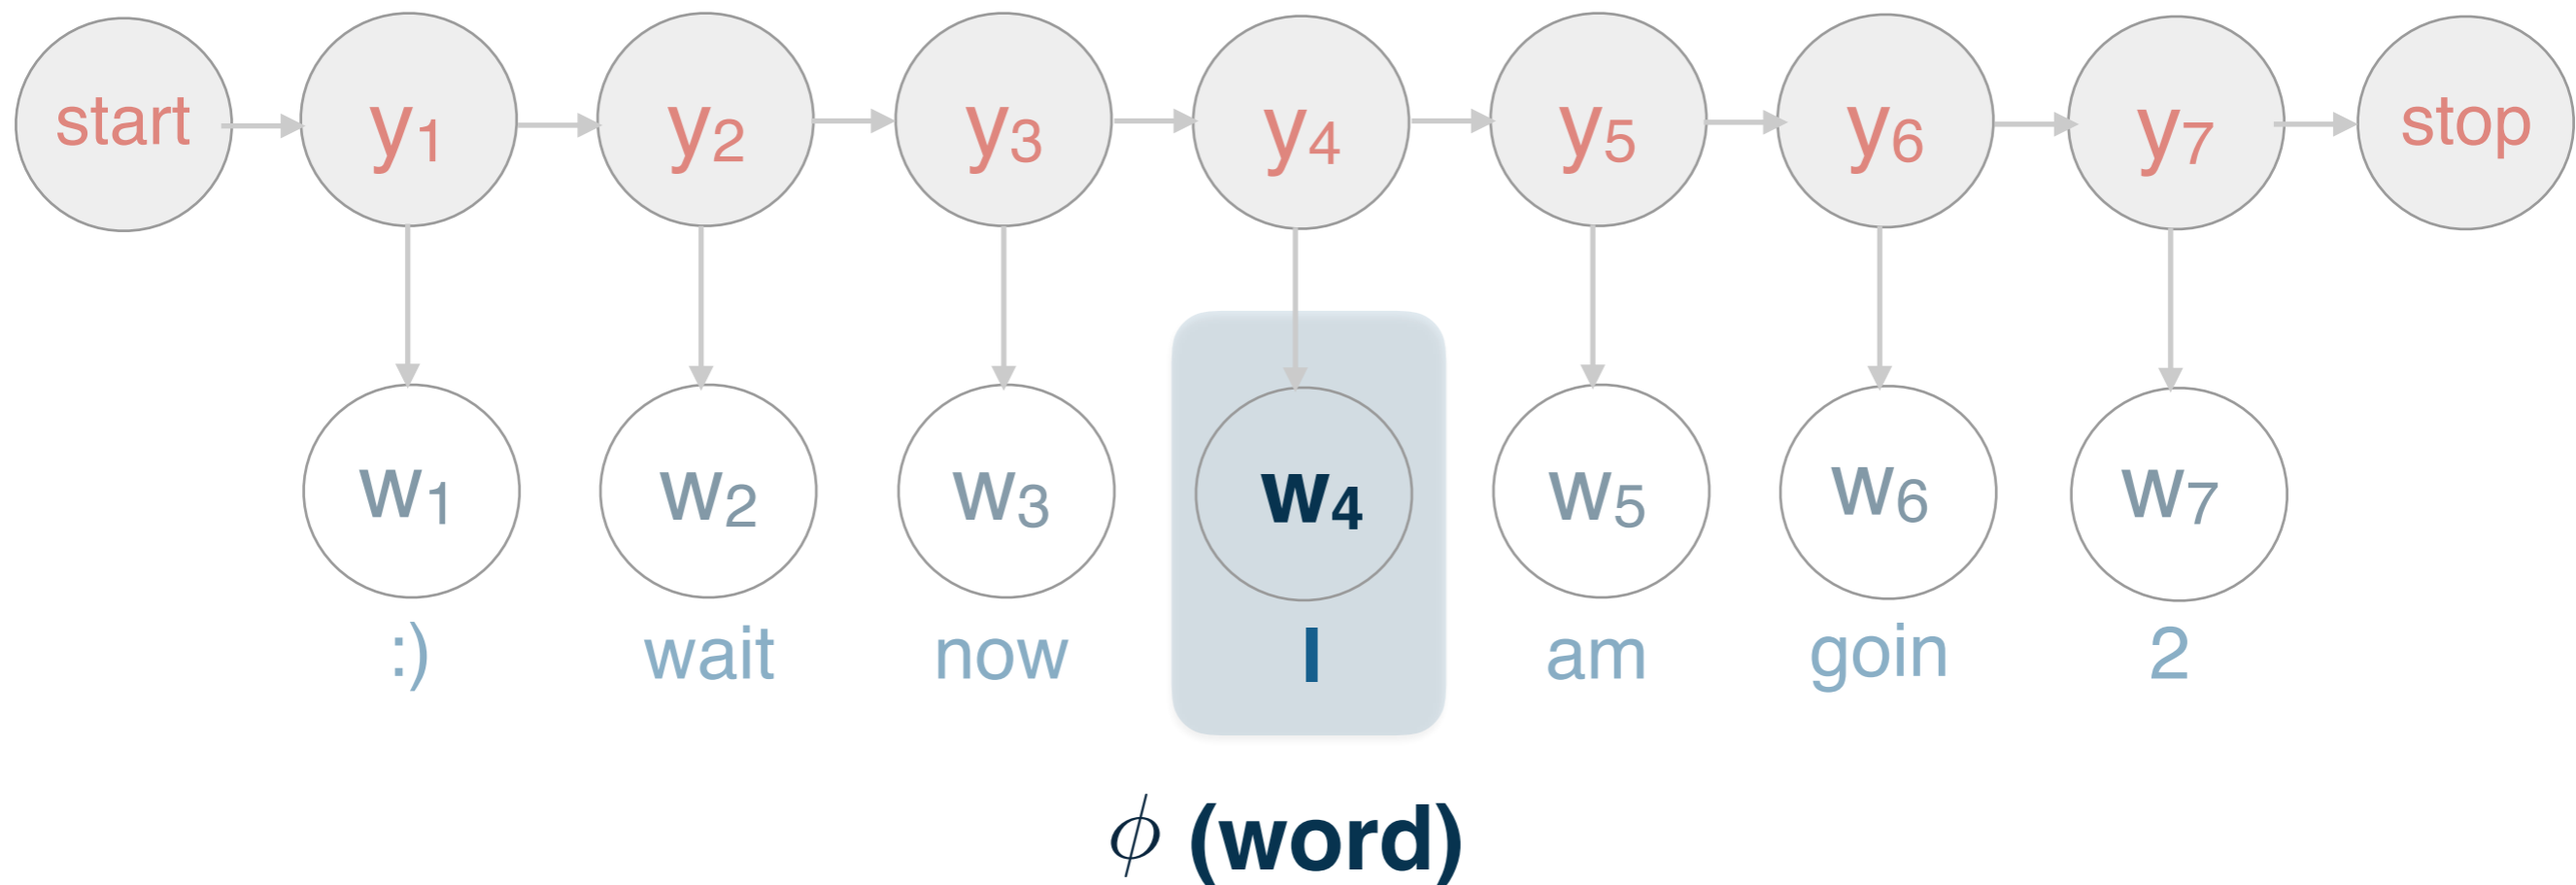 start y1 y2 y3 y4 y5 y6 y7 stop
w1 w2 w3 w4 w5 w6 w7
:) wait now I am goin 2
ϕ (word)